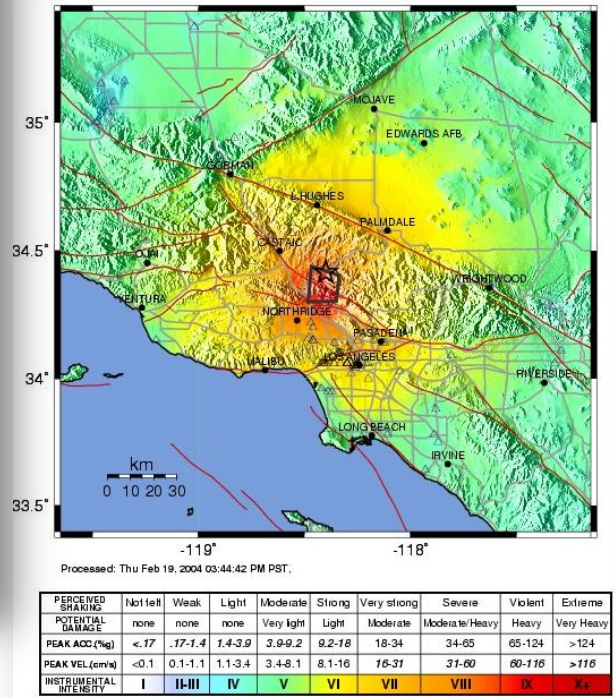 MOJAVE
35°
EDWARDS AFB
GORMAN
L.HUGHES
PALMDALE
34.5°
CASTAIC
OJAI
WRIGHTWOOD
VENTURA
NORTHRIDGE
PASADENA
LOS ANGELES
MALIBU
34°
RIVERSIDE
LONG BEACH
IRVINE
km
0 10 20 30
33.5°
-119° -118°
Processed: Thu Feb 19, 2004 03:44:42 PM PST,
PERCEIVED SHAKING Not felt Weak Light Moderate Strong Very strong Severe Violent Extreme
POTENTIAL DAMAGE none none none Very light Light Moderate Moderate/Heavy Heavy Very Heavy
PEAK ACC.(%g) <.17 .17-1.4 1.4-3.9 3.9-9.2 9.2-18 18-34 34-65 65-124 >124
PEAK VEL.(cm/s) <0.1 0.1-1.1 1.1-3.4 3.4-8.1 8.1-16 16-31 31-60 60-116 >116
INSTRUMENTAL INTENSITY I II-III IV V VI VII VIII IX X+